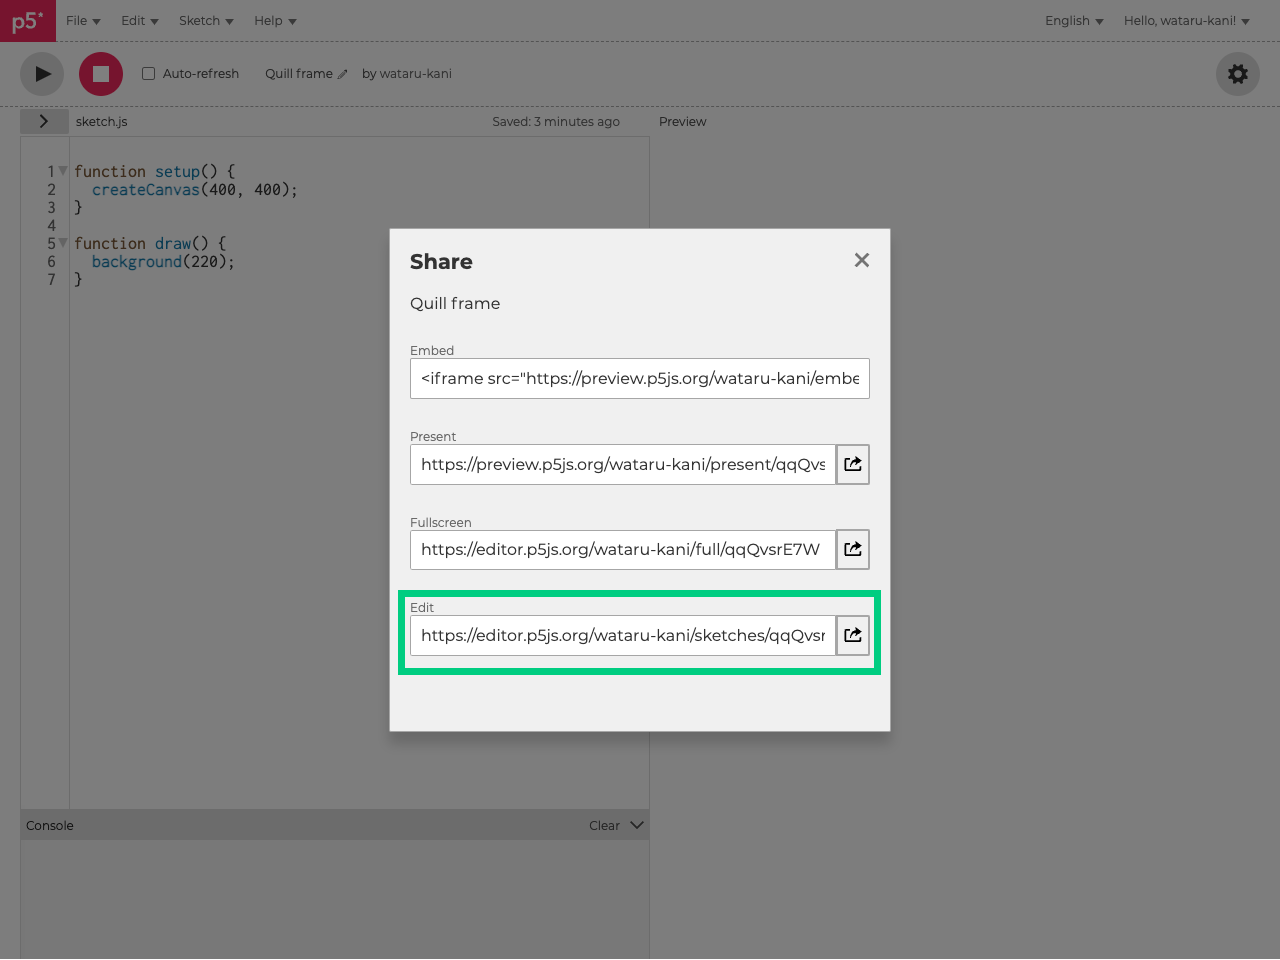 p5* File Edit Sketch Help English Hello, wataru-kani!
Auto-refresh Quill frame by wataru-kani
sketch.js Saved: 3 minutes ago Preview
1 function setup() {
2 createCanvas(400, 400);
3 }
4
5 function draw() {
6 background(220);
7 }
Share
Quill frame
Embed
<iframe src="https://preview.p5js.org/wataru-kani/embe
Present
https://preview.p5js.org/wataru-kani/present/qqQvs
Fullscreen
https://editor.p5js.org/wataru-kani/full/qqQvsrE7W
Edit
https://editor.p5js.org/wataru-kani/sketches/qqQvsr
Console Clear